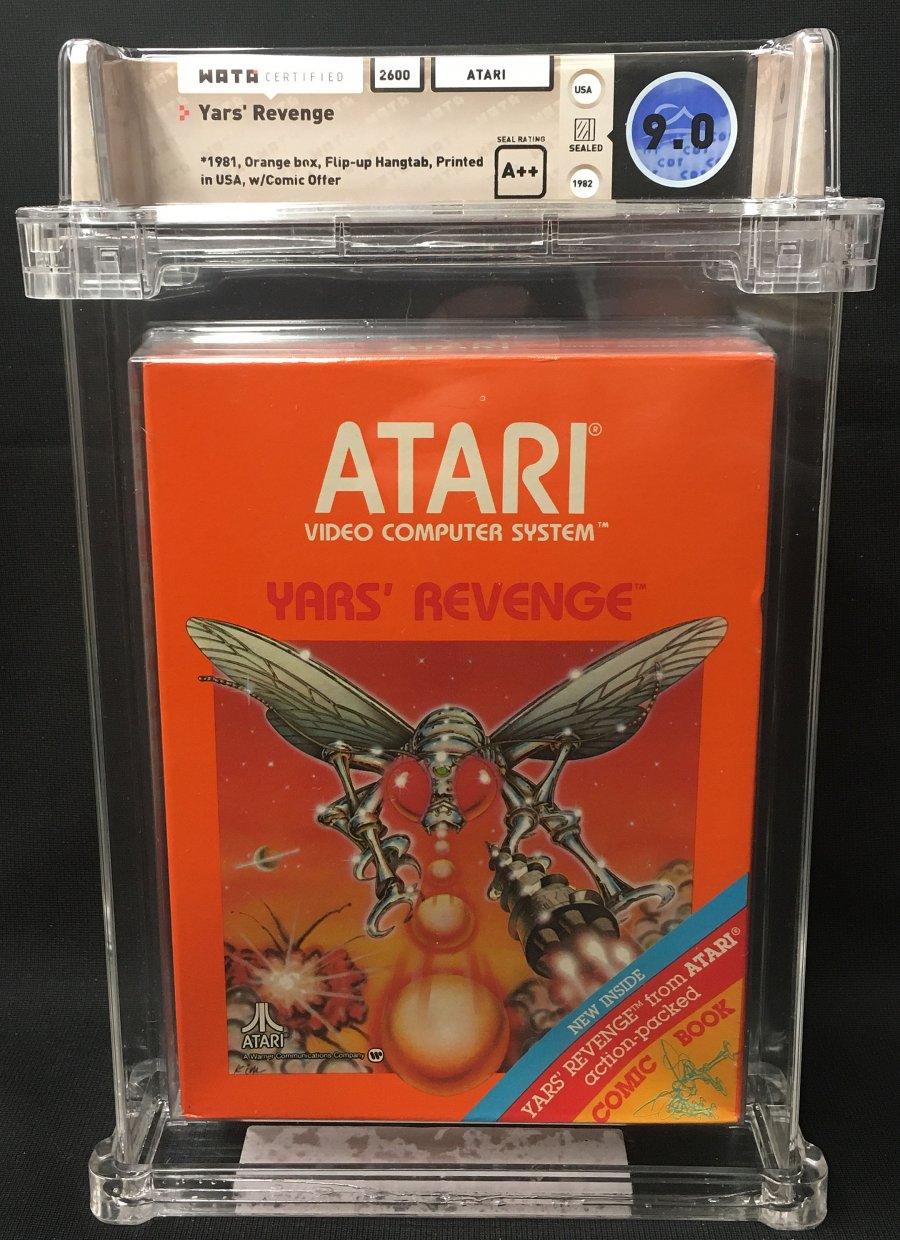 WATA CERTIFIED
2600
ATARI
Yars' Revenge
*1981, Orange box, Flip-up Hangtab, Printed
in USA, w/Comic Offer
SEAL RATING
A++
USA
SEALED
1982
9.0
ATARI®
VIDEO COMPUTER SYSTEM™
YARS' REVENGE™
NEW INSIDE
YARS' REVENGE™ from ATARI®
action-packed
COMIC BOOK
ATARI
A Warner Communications Company
Kim